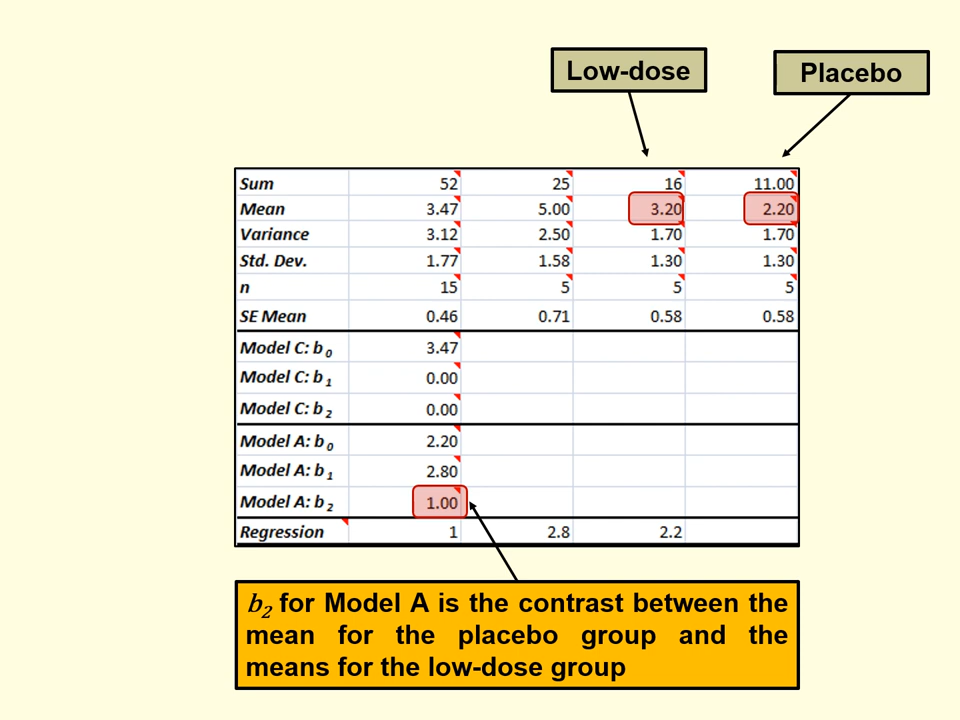 Low-dose
Placebo
Sum 52 25 16 11.00
Mean 3.47 5.00 3.20 2.20
Variance 3.12 2.50 1.70 1.70
Std. Dev. 1.77 1.58 1.30 1.30
n 15 5 5 5
SE Mean 0.46 0.71 0.58 0.58
Model C: b0 3.47
Model C: b1 0.00
Model C: b2 0.00
Model A: b0 2.20
Model A: b1 2.80
Model A: b2 1.00
Regression 1 2.8 2.2
b2 for Model A is the contrast between the
mean for the placebo group and the
means for the low-dose group